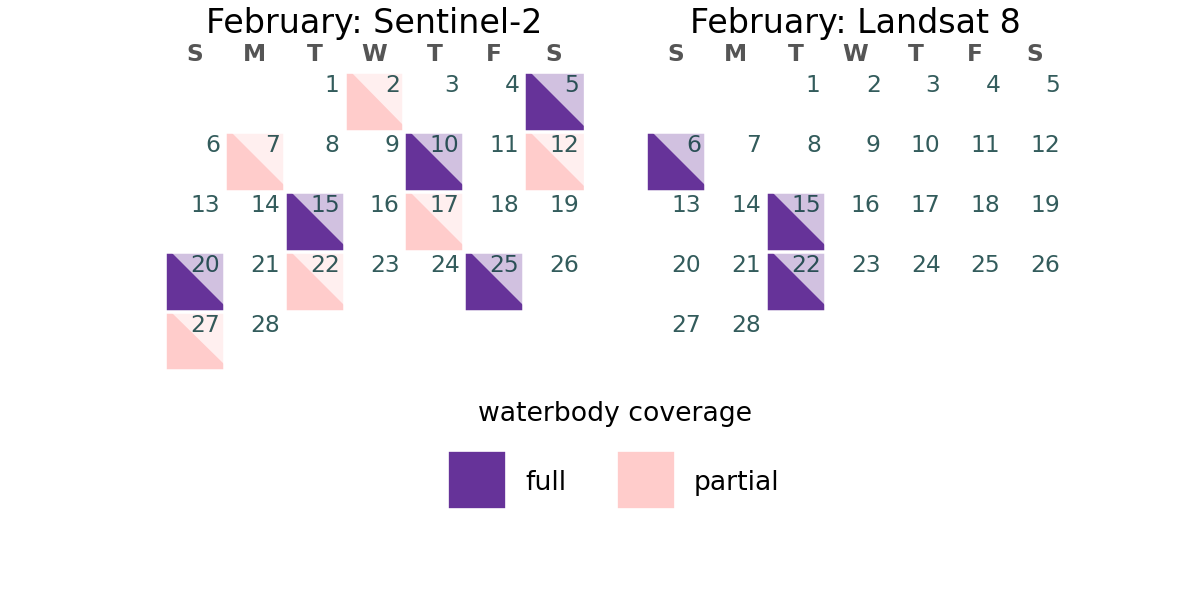 February: Sentinel-2
S M T W T F S
1 2 3 4 5
6 7 8 9 10 11 12
13 14 15 16 17 18 19
20 21 22 23 24 25 26
27 28
February: Landsat 8
S M T W T F S
1 2 3 4 5
6 7 8 9 10 11 12
13 14 15 16 17 18 19
20 21 22 23 24 25 26
27 28
waterbody coverage
full partial